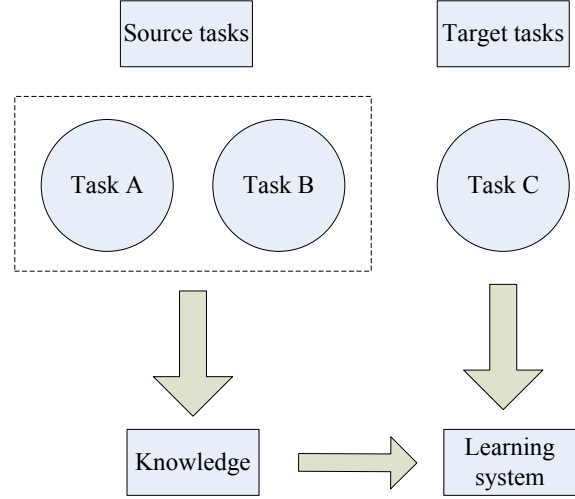 Source tasks
Target tasks
Task A
Task B
Task C
Knowledge
Learning
system